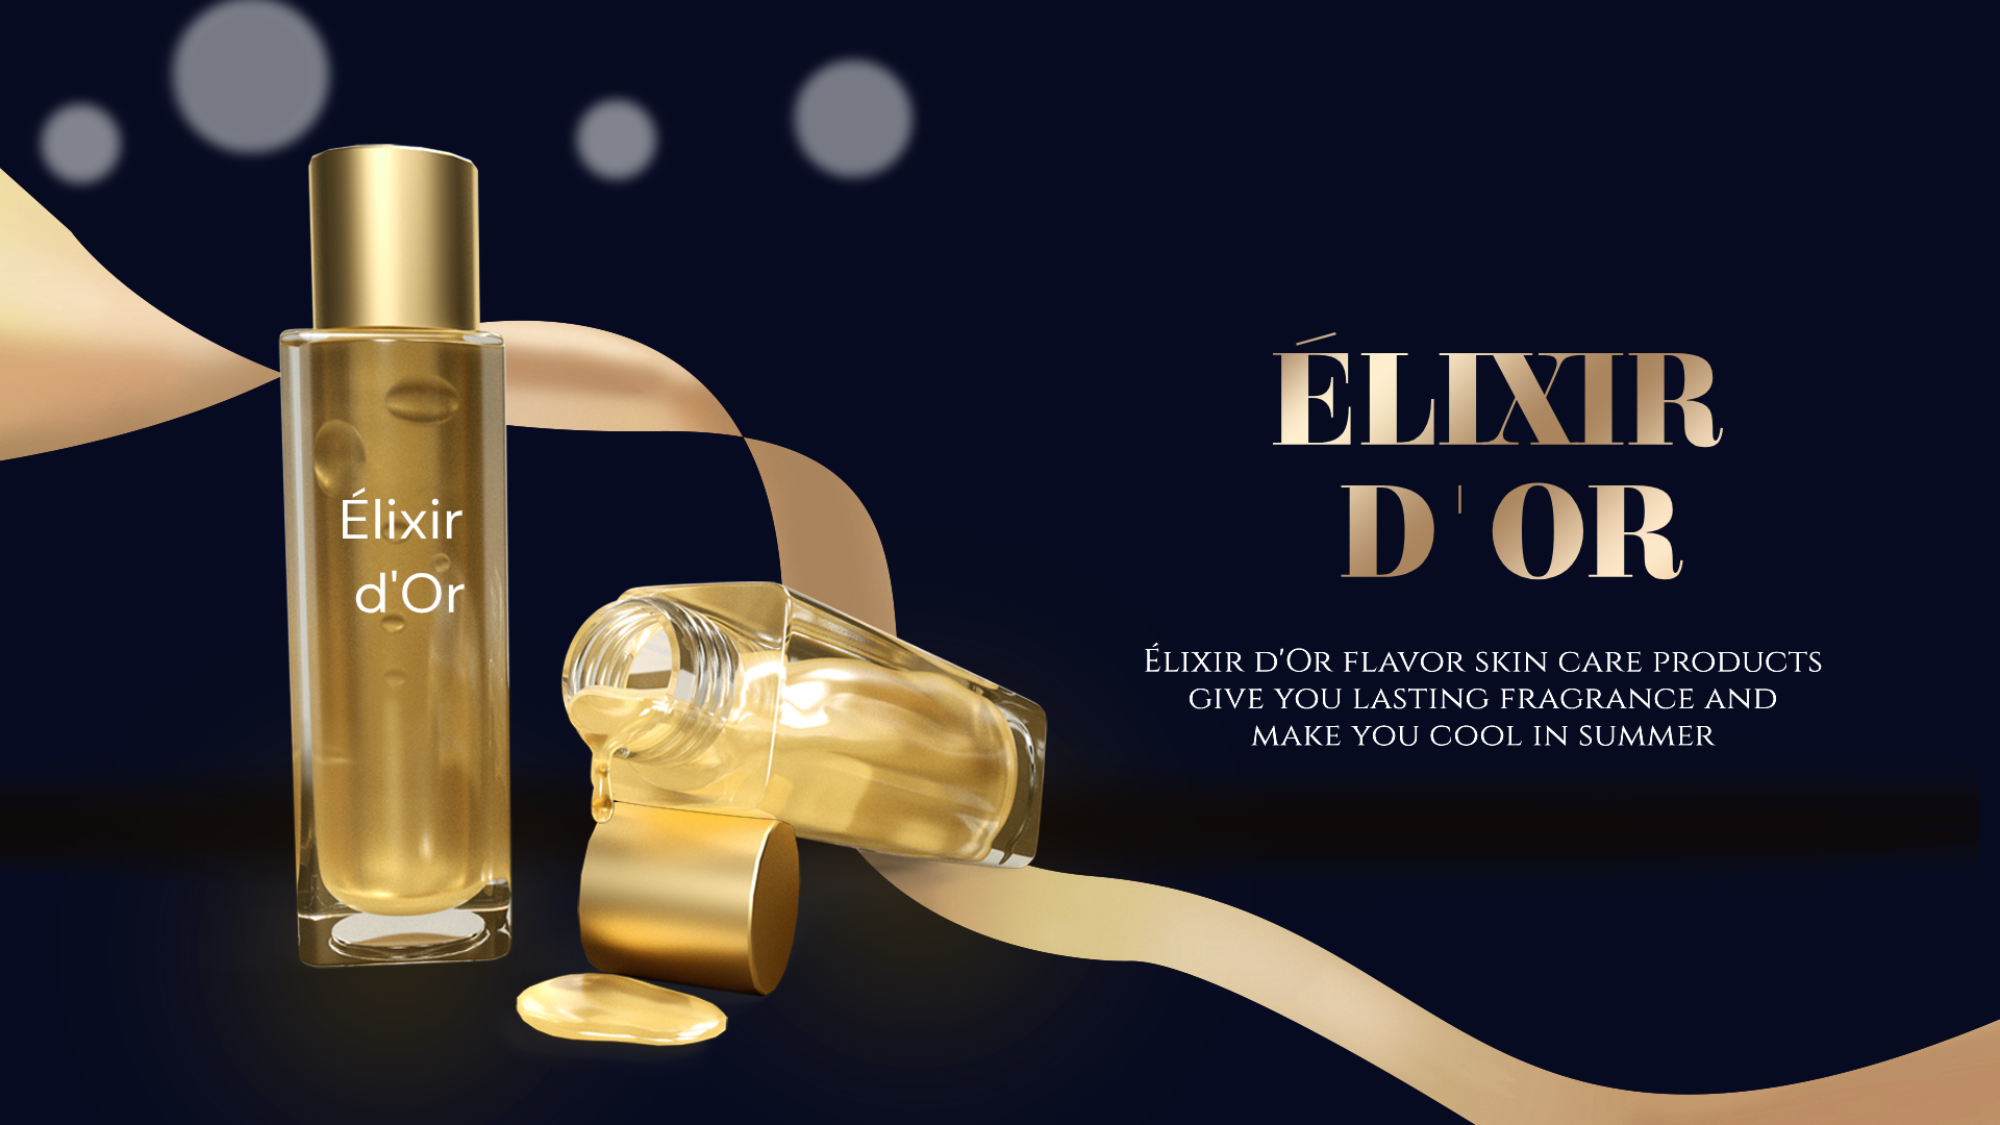 Élixir
d'Or
ÉLIXIR
D'OR
Élixir d'Or flavor skin care products
give you lasting fragrance and
make you cool in summer